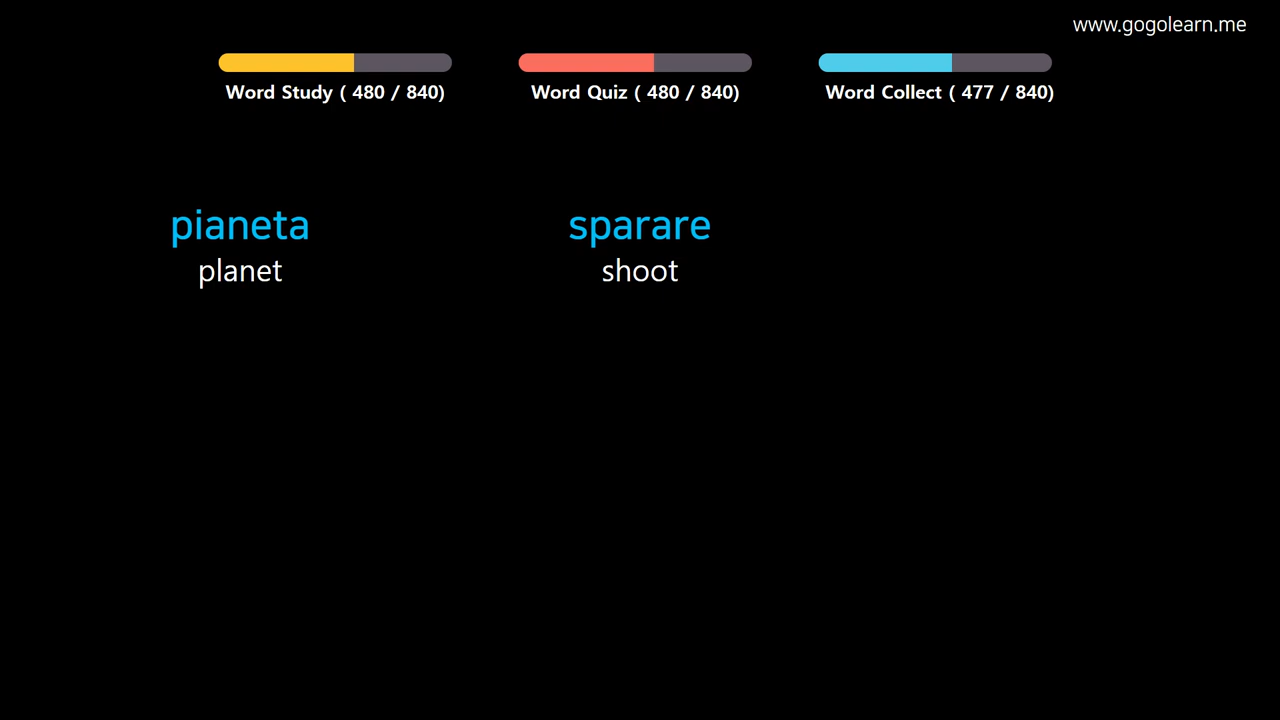 www.gogolearn.me
Word Study ( 480 / 840)
Word Quiz ( 480 / 840)
Word Collect ( 477 / 840)
pianeta
planet
sparare
shoot